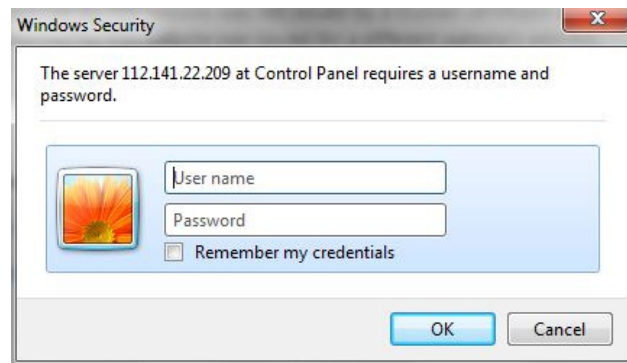 Windows Security
The server 112.141.22.209 at Control Panel requires a username and
password.
User name
Password
Remember my credentials
OK
Cancel